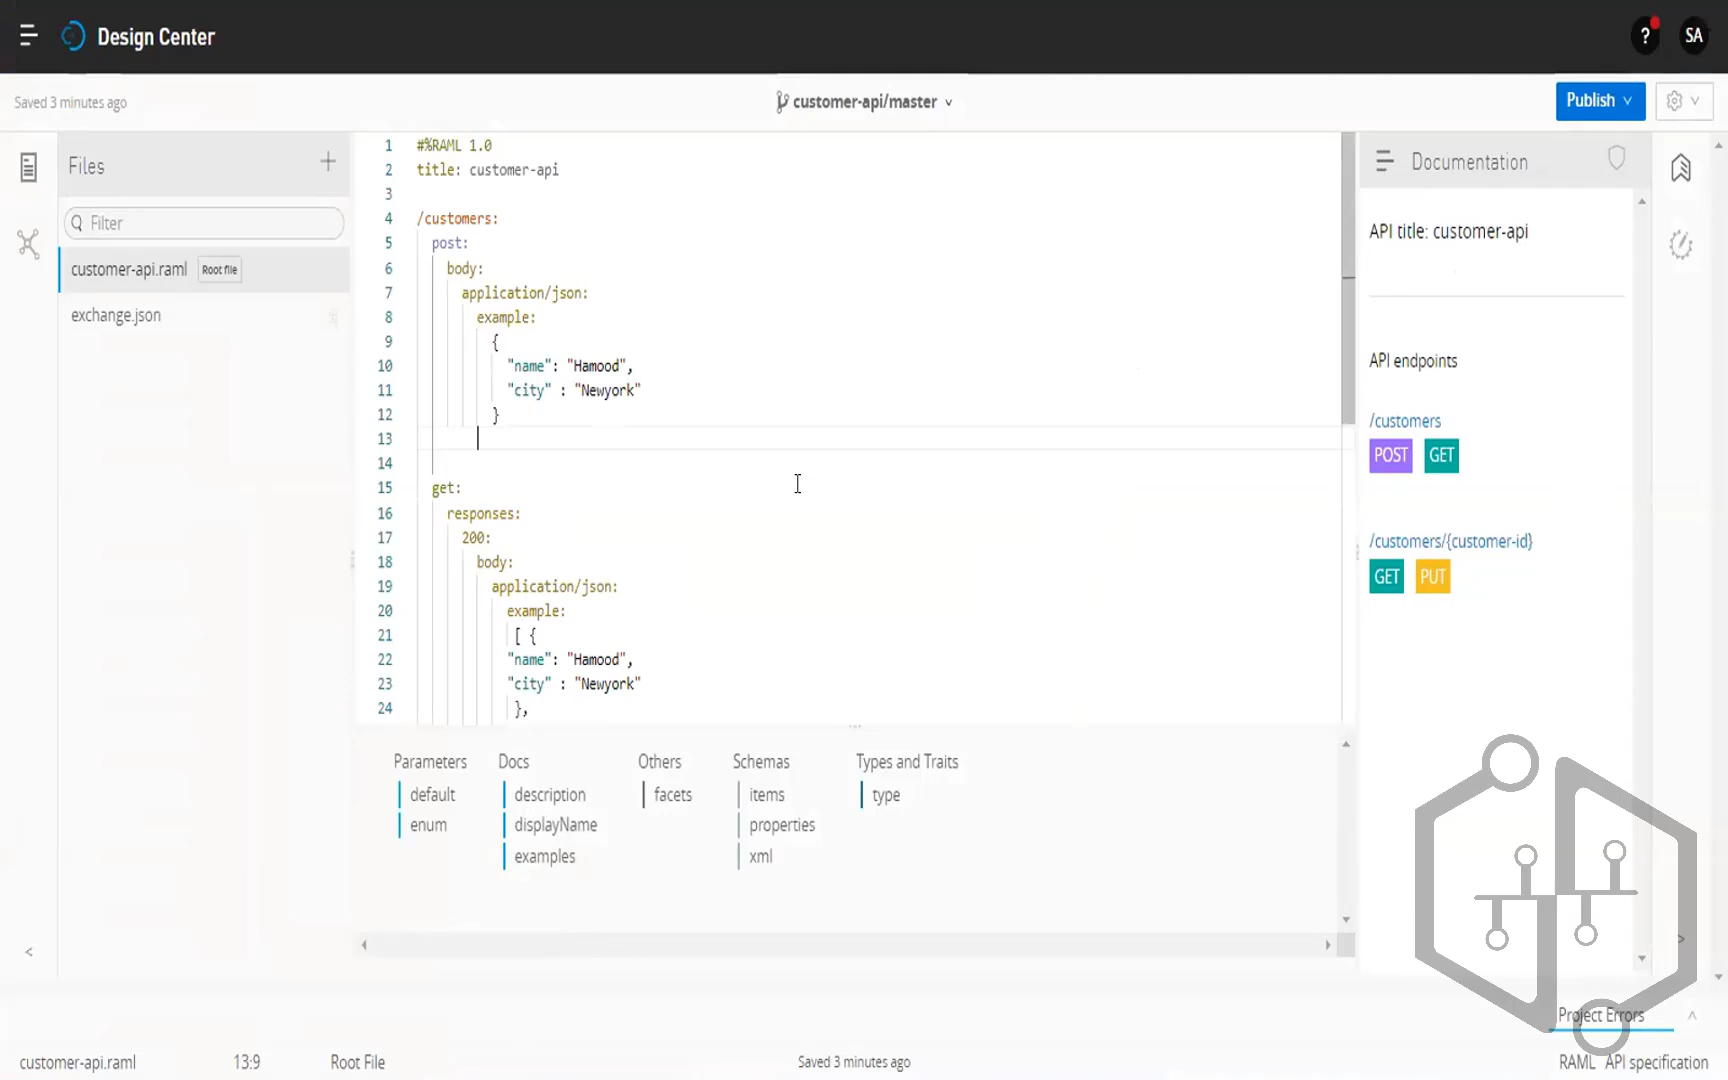 Design Center
?
SA
Saved 3 minutes ago
customer-api/master
Publish
Files
+
Filter
customer-api.raml Root file
exchange.json
1 #%RAML 1.0
2 title: customer-api
3
4 /customers:
5 post:
6 body:
7 application/json:
8 example:
9 {
10 "name": "Hamood",
11 "city" : "Newyork"
12 }
13
14
15 get:
16 responses:
17 200:
18 body:
19 application/json:
20 example:
21 [ {
22 "name": "Hamood",
23 "city" : "Newyork"
24 },
Documentation
API title: customer-api
API endpoints
/customers
POST GET
/customers/{customer-id}
GET PUT
Parameters
default
enum
Docs
description
displayName
examples
Others
facets
Schemas
items
properties
xml
Types and Traits
type
<
>
Project Errors
customer-api.raml 13:9 Root File Saved 3 minutes ago RAML API specification